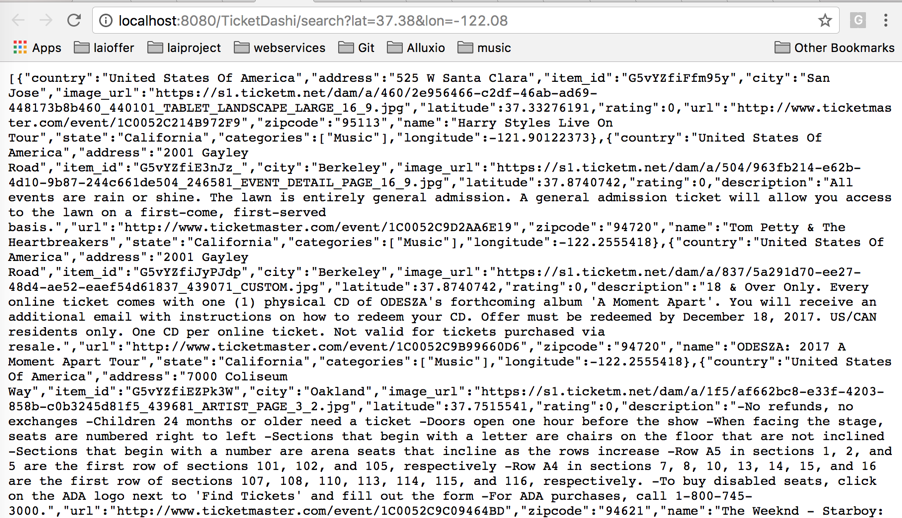 localhost:8080/TicketDashi/search?lat=37.38&lon=-122.08
G
Apps laioffer laiproject webservices Git Alluxio music Other Bookmarks
[{"country":"United States Of America","address":"525 W Santa Clara","item_id":"G5vYZfiFfm95y","city":"San
Jose","image_url":"https://s1.ticketm.net/dam/a/460/2e956466-c2df-46ab-ad69-
448173b8b460_440101_TABLET_LANDSCAPE_LARGE_16_9.jpg","latitude":37.33276191,"rating":0,"url":"http://www.ticketmas
ter.com/event/1C0052C214B972F9","zipcode":"95113","name":"Harry Styles Live On
Tour","state":"California","categories":["Music"],"longitude":-121.90122373},{"country":"United States Of
America","address":"2001 Gayley
Road","item_id":"G5vYZfiE3nJz_","city":"Berkeley","image_url":"https://s1.ticketm.net/dam/a/504/963fb214-e62b-
4d10-9b87-244c661de504_246581_EVENT_DETAIL_PAGE_16_9.jpg","latitude":37.8740742,"rating":0,"description":"All
events are rain or shine. The lawn is entirely general admission. A general admission ticket will allow you access
to the lawn on a first-come, first-served
basis.","url":"http://www.ticketmaster.com/event/1C0052C9D2AA6E19","zipcode":"94720","name":"Tom Petty & The
Heartbreakers","state":"California","categories":["Music"],"longitude":-122.2555418},{"country":"United States Of
America","address":"2001 Gayley
Road","item_id":"G5vYZfiJyPJdp","city":"Berkeley","image_url":"https://s1.ticketm.net/dam/a/837/5a291d70-ee27-
48d4-ae52-eaef54d61837_439071_CUSTOM.jpg","latitude":37.8740742,"rating":0,"description":"18 & Over Only. Every
online ticket comes with one (1) physical CD of ODESZA's forthcoming album 'A Moment Apart'. You will receive an
additional email with instructions on how to redeem your CD. Offer must be redeemed by December 18, 2017. US/CAN
residents only. One CD per online ticket. Not valid for tickets purchased via
resale.","url":"http://www.ticketmaster.com/event/1C0052C9B99660D6","zipcode":"94720","name":"ODESZA: 2017 A
Moment Apart Tour","state":"California","categories":["Music"],"longitude":-122.2555418},{"country":"United States
Of America","address":"7000 Coliseum
Way","item_id":"G5vYZfiEZPk3W","city":"Oakland","image_url":"https://s1.ticketm.net/dam/a/1f5/af662bc8-e33f-4203-
858b-c0b3245d81f5_439681_ARTIST_PAGE_3_2.jpg","latitude":37.7515541,"rating":0,"description":"-No refunds, no
exchanges -Children 24 months or older need a ticket -Doors open one hour before the show -When facing the stage,
seats are numbered right to left -Sections that begin with a letter are chairs on the floor that are not inclined
-Sections that begin with a number are arena seats that incline as the rows increase -Row A5 in sections 1, 2, and
5 are the first row of sections 101, 102, and 105, respectively -Row A4 in sections 7, 8, 10, 13, 14, 15, and 16
are the first row of sections 107, 108, 110, 113, 114, 115, and 116, respectively. -To buy disabled seats, click
on the ADA logo next to 'Find Tickets' and fill out the form -For ADA purchases, call 1-800-745-
3000.","url":"http://www.ticketmaster.com/event/1C0052C9C09464BD","zipcode":"94621","name":"The Weeknd - Starboy: